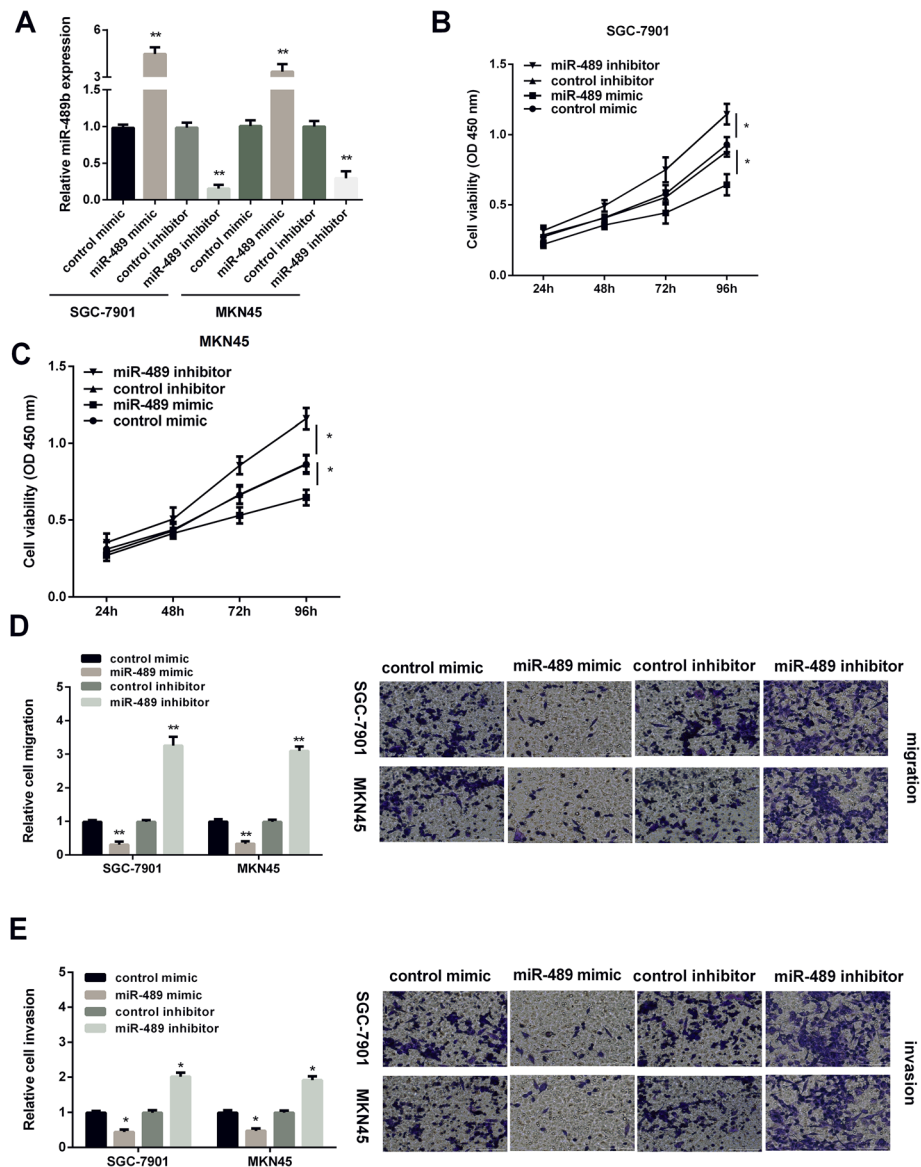 A
Relative miR-489b expression
6
3
1.5
1.0
0.5
0.0
**
**
**
**
control mimic
miR-489 mimic
control inhibitor
miR-489 inhibitor
control mimic
miR-489 mimic
control inhibitor
miR-489 inhibitor
SGC-7901
MKN45
B
SGC-7901
Cell viability (OD 450 nm)
1.5
1.0
0.5
0.0
miR-489 inhibitor
control inhibitor
miR-489 mimic
control mimic
*
*
24h
48h
72h
96h
C
MKN45
Cell viability (OD 450 nm)
1.5
1.0
0.5
0.0
miR-489 inhibitor
control inhibitor
miR-489 mimic
control mimic
*
*
24h
48h
72h
96h
D
control mimic
miR-489 mimic
control inhibitor
miR-489 inhibitor
Relative cell migration
5
4
3
2
1
0
**
**
**
**
SGC-7901
MKN45
control mimic
miR-489 mimic
control inhibitor
miR-489 inhibitor
SGC-7901
MKN45
migration
E
control mimic
miR-489 mimic
control inhibitor
miR-489 inhibitor
Relative cell invasion
5
4
3
2
1
0
*
*
*
*
SGC-7901
MKN45
control mimic
miR-489 mimic
control inhibitor
miR-489 inhibitor
SGC-7901
MKN45
invasion